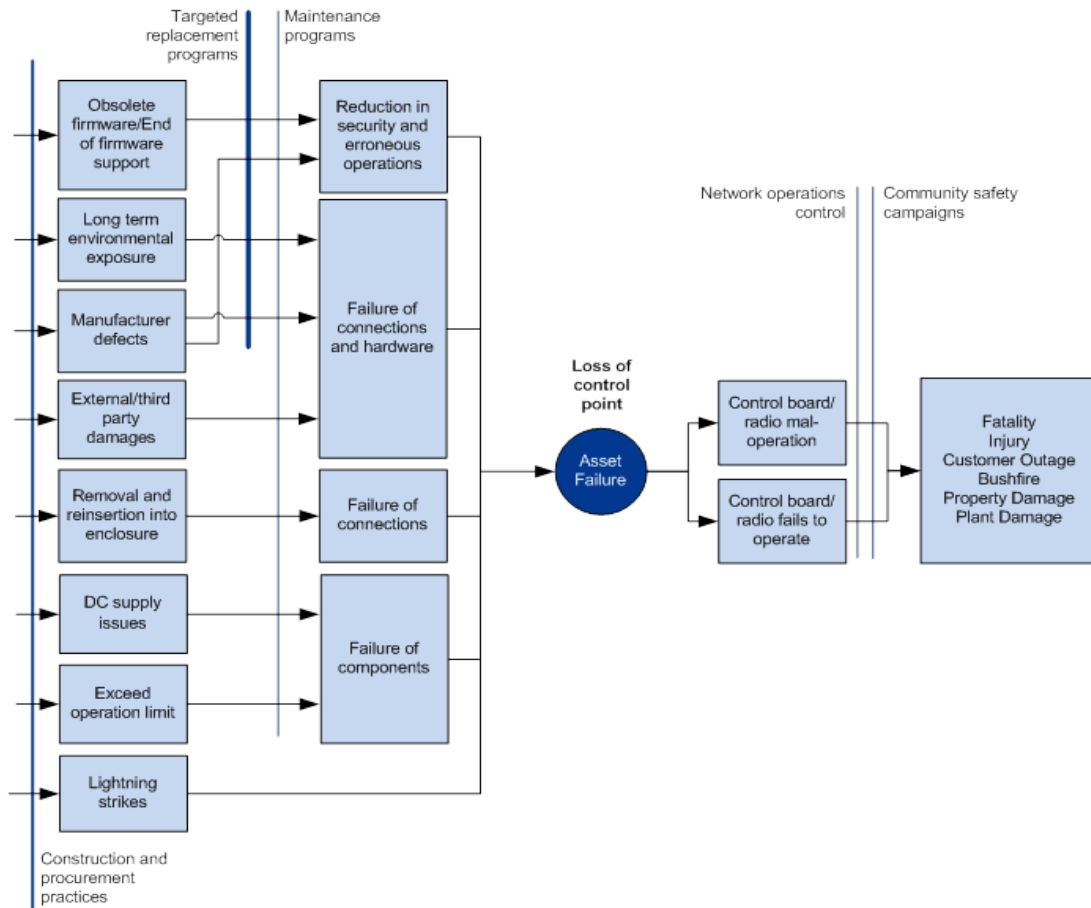 Targeted
replacement
programs
Maintenance
programs
Obsolete
firmware/End
of firmware
support
Reduction in
security and
erroneous
operations
Long term
environmental
exposure
Manufacturer
defects
External/third
party
damages
Failure of
connections
and hardware
Removal and
reinsertion into
enclosure
Failure of
connections
DC supply
issues
Exceed
operation limit
Failure of
components
Lightning
strikes
Construction and
procurement
practices
Loss of
control
point
Asset
Failure
Network operations
control
Community safety
campaigns
Control board/
radio mal-
operation
Control board/
radio fails to
operate
Fatality
Injury
Customer Outage
Bushfire
Property Damage
Plant Damage